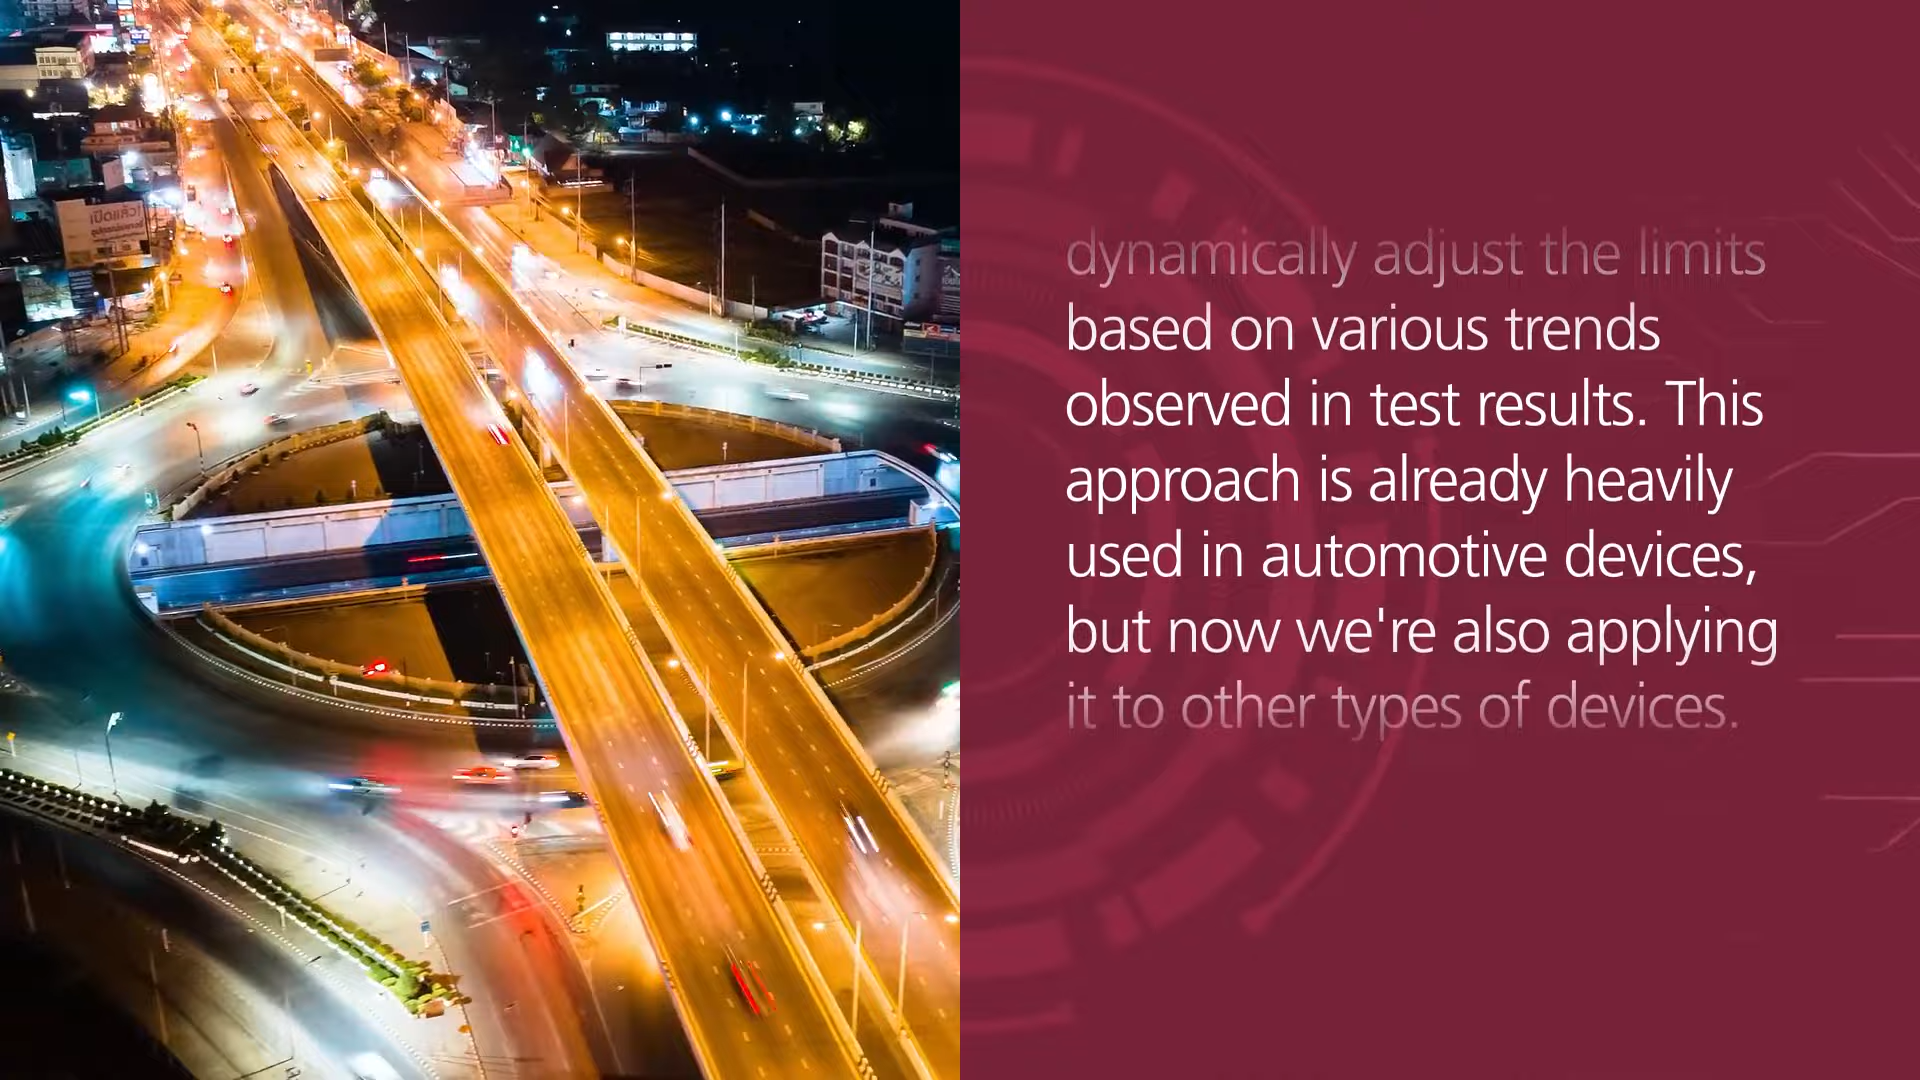 dynamically adjust the limits
based on various trends
observed in test results. This
approach is already heavily
used in automotive devices,
but now we're also applying
it to other types of devices.